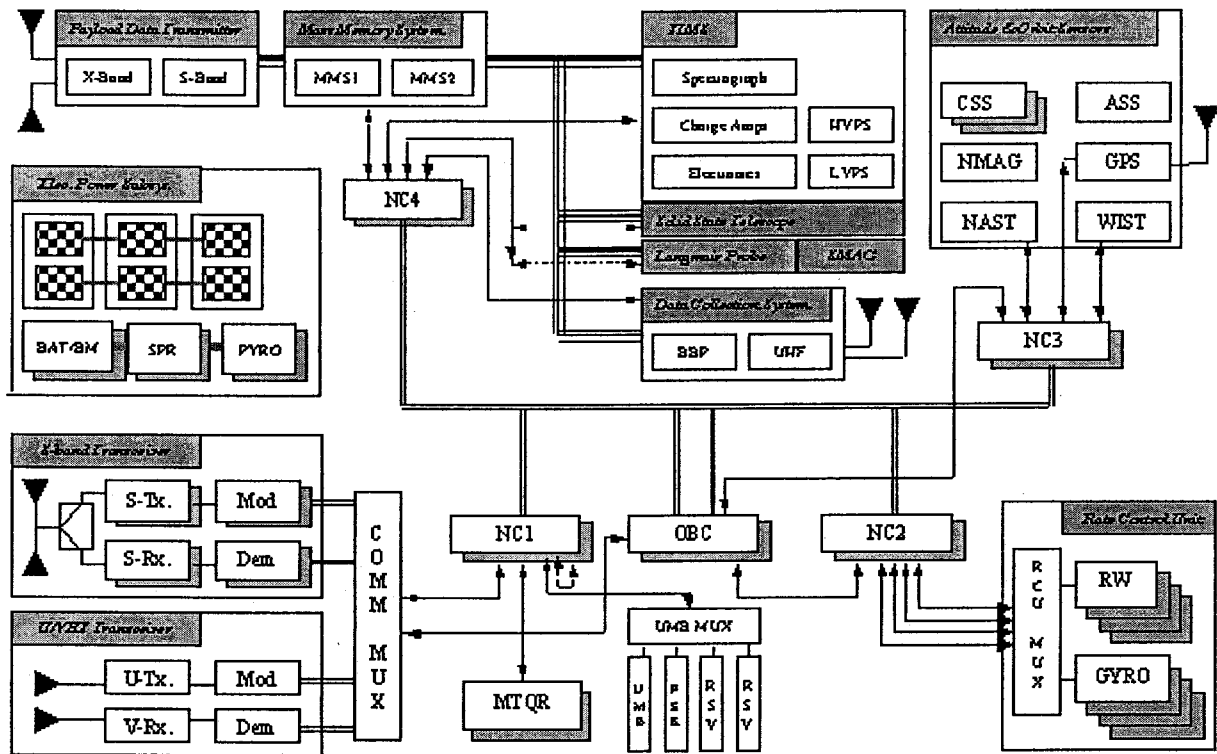 Payload Data Transmitter
X-Band
S-Band
Mass Memory System
MMS1
MMS2
Spectrograph
Charge Amps
HVPS
Electronics
LVPS
Solid State Telescope
Langmuir Probe
Attitude & Orbit Sensors
CSS
ASS
NMAG
GPS
NAST
WIST
Elec. Power Subsys.
BAT/BM
SPR
PYRO
NC4
Data Collection System
BBP
UHF
NC3
S-Tx.
Mod
S-Rx.
Dem
U-Tx.
Mod
V-Rx.
Dem
COMM MUX
NC1
OBC
NC2
UMB MUX
UMB
RSV
RSV
MTQR
Rate Control Unit
RCU MUX
RW
GYRO